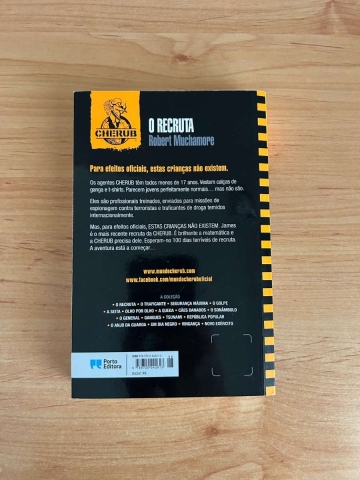 CHERUB
O RECRUTA
Robert Muchamore
Para efeitos oficiais, estas crianças não existem.
Os agentes CHERUB têm todos menos de 17 anos. Vestem calças de
ganga e t-shirts. Parecem jovens perfeitamente normais... mas não são.
Eles são profissionais treinados, enviados para missões de
espionagem contra terroristas e traficantes de droga temidos
internacionalmente.
Mas, para efeitos oficiais, ESTAS CRIANÇAS NÃO EXISTEM. James
é o mais recente recruta da CHERUB. É brilhante a matemática e
a CHERUB precisa dele. Esperam-no 100 dias terríveis de recruta
A aventura está a começar...
www.mundocherub.com
www.facebook.com/mundocheruboficial
A COLEÇÃO
• O RECRUTA • O TRAFICANTE • SEGURANÇA MÁXIMA • O GOLPE
• A SEITA • OLHO POR OLHO • A QUEDA • CÃES DANADOS • O SONÂMBULO
• O GENERAL • GANGUES • TSUNAMI • REPÚBLICA POPULAR
• O ANJO DA GUARDA • UM DIA NEGRO • VINGANÇA • NOVO EXÉRCITO
Porto
Editora
ISBN